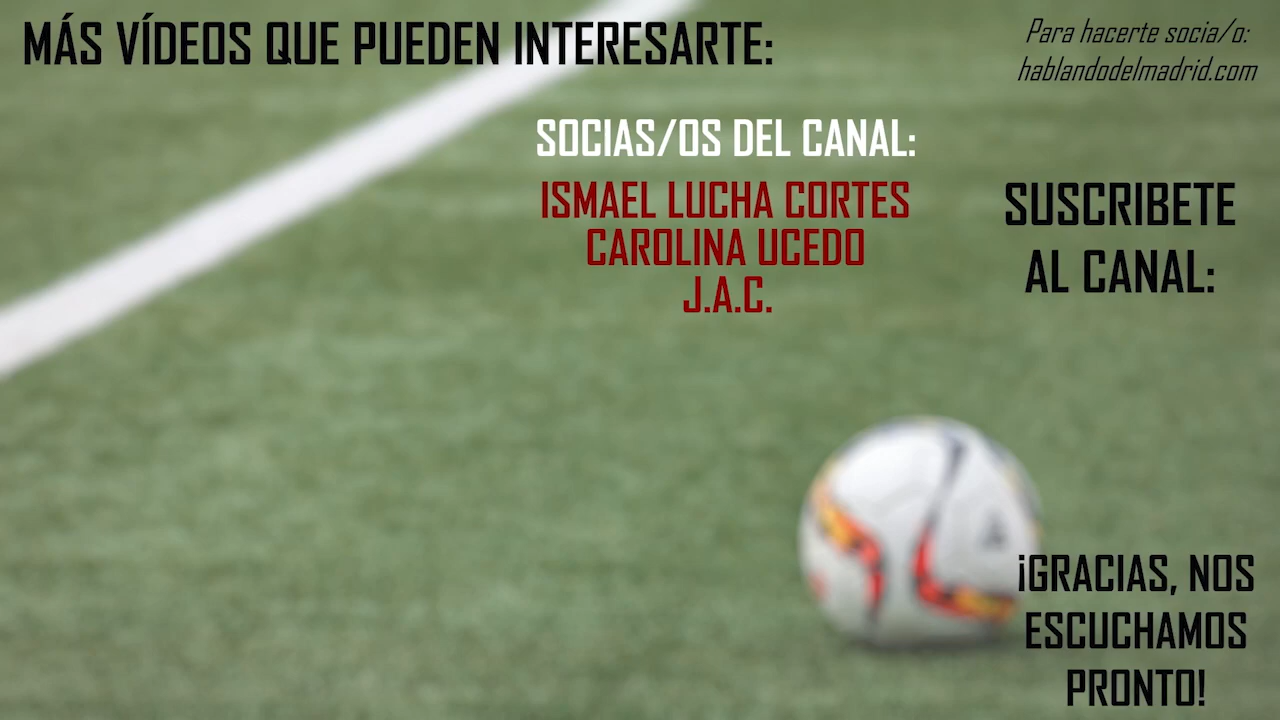 MÁS VÍDEOS QUE PUEDEN INTERESARTE:
Para hacerte socia/o:
hablandodelmadrid.com
SOCIAS/OS DEL CANAL:
ISMAEL LUCHA CORTES
CAROLINA UCEDO
J.A.C.
SUSCRIBETE
AL CANAL:
¡GRACIAS, NOS
ESCUCHAMOS
PRONTO!